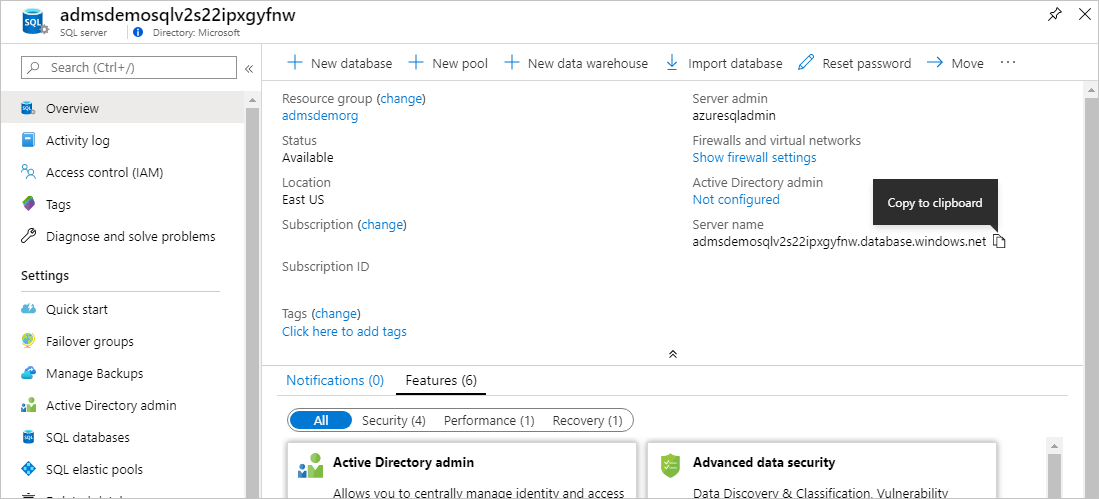 admsdemosqlv2s22ipxgyfnw
SQL server
Directory: Microsoft
Search (Ctrl+/)
Overview
Activity log
Access control (IAM)
Tags
Diagnose and solve problems
Settings
Quick start
Failover groups
Manage Backups
Active Directory admin
SQL databases
SQL elastic pools
New database
New pool
New data warehouse
Import database
Reset password
Move
Resource group (change)
admsdemorg
Status
Available
Location
East US
Subscription (change)
Subscription ID
Tags (change)
Click here to add tags
Server admin
azuresqladmin
Firewalls and virtual networks
Show firewall settings
Active Directory admin
Not configured
Copy to clipboard
Server name
admsdemosqlv2s22ipxgyfnw.database.windows.net
Notifications (0)
Features (6)
All
Security (4)
Performance (1)
Recovery (1)
Active Directory admin
Allows you to centrally manage identity and access
Advanced data security
Data Discovery & Classification, Vulnerability